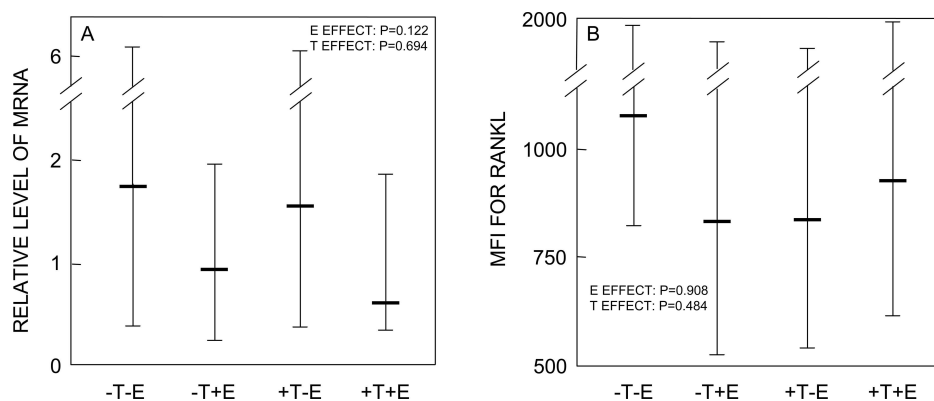 A
E EFFECT: P=0.122
T EFFECT: P=0.694
RELATIVE LEVEL OF MRNA
6
2
1
0
-T-E -T+E +T-E +T+E
B
MFI FOR RANKL
2000
1000
750
500
E EFFECT: P=0.908
T EFFECT: P=0.484
-T-E -T+E +T-E +T+E